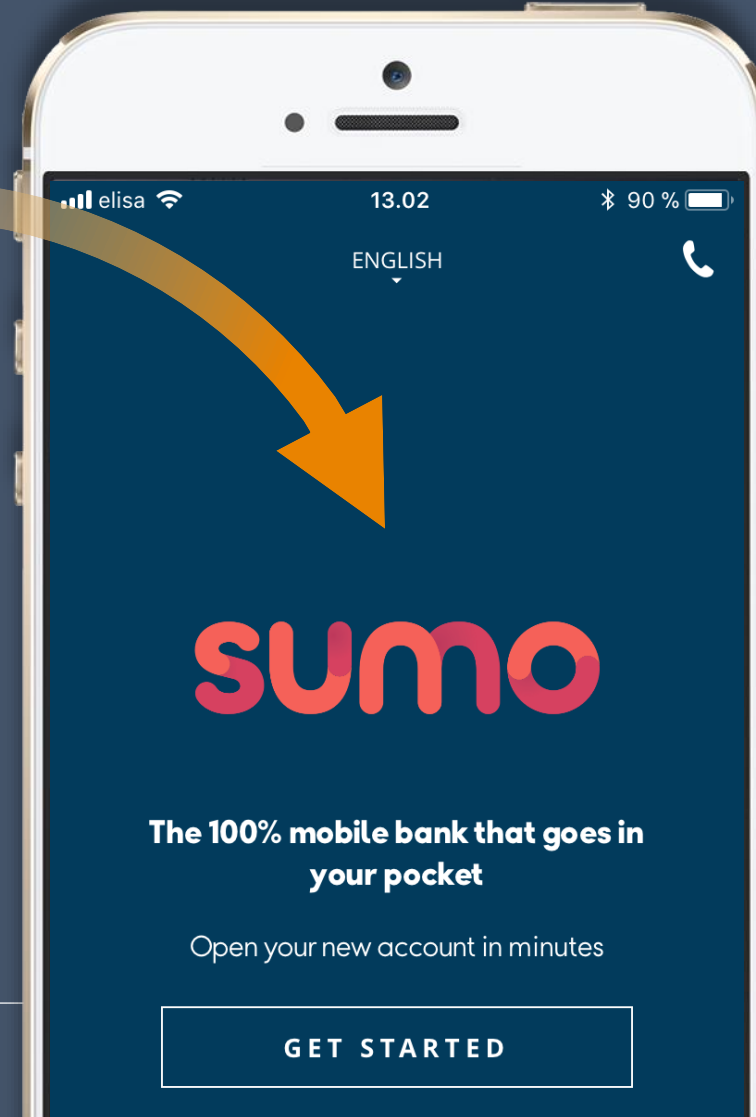 elisa 13.02 90 %
ENGLISH
sumo
The 100% mobile bank that goes in
your pocket
Open your new account in minutes
GET STARTED